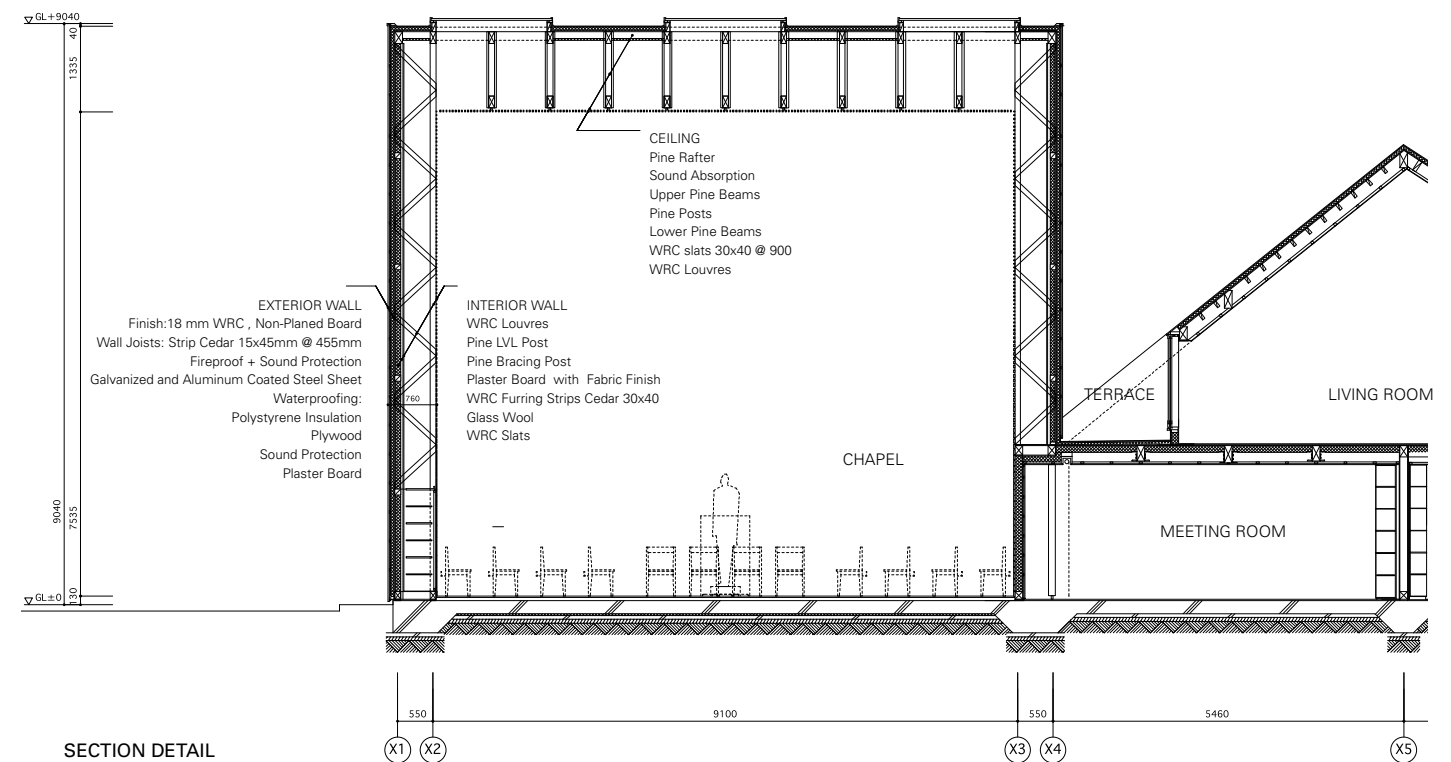 GL+9040
40
1335
9040
7535
130
GL±0
CEILING
Pine Rafter
Sound Absorption
Upper Pine Beams
Pine Posts
Lower Pine Beams
WRC slats 30x40 @ 900
WRC Louvres
EXTERIOR WALL
Finish:18 mm WRC , Non-Planed Board
Wall Joists: Strip Cedar 15x45mm @ 455mm
Fireproof + Sound Protection
Galvanized and Aluminum Coated Steel Sheet
Waterproofing:
Polystyrene Insulation
Plywood
Sound Protection
Plaster Board
760
INTERIOR WALL
WRC Louvres
Pine LVL Post
Pine Bracing Post
Plaster Board with Fabric Finish
WRC Furring Strips Cedar 30x40
Glass Wool
WRC Slats
CHAPEL
TERRACE
LIVING ROOM
MEETING ROOM
550
9100
550
5460
X1
X2
X3
X4
X5
SECTION DETAIL